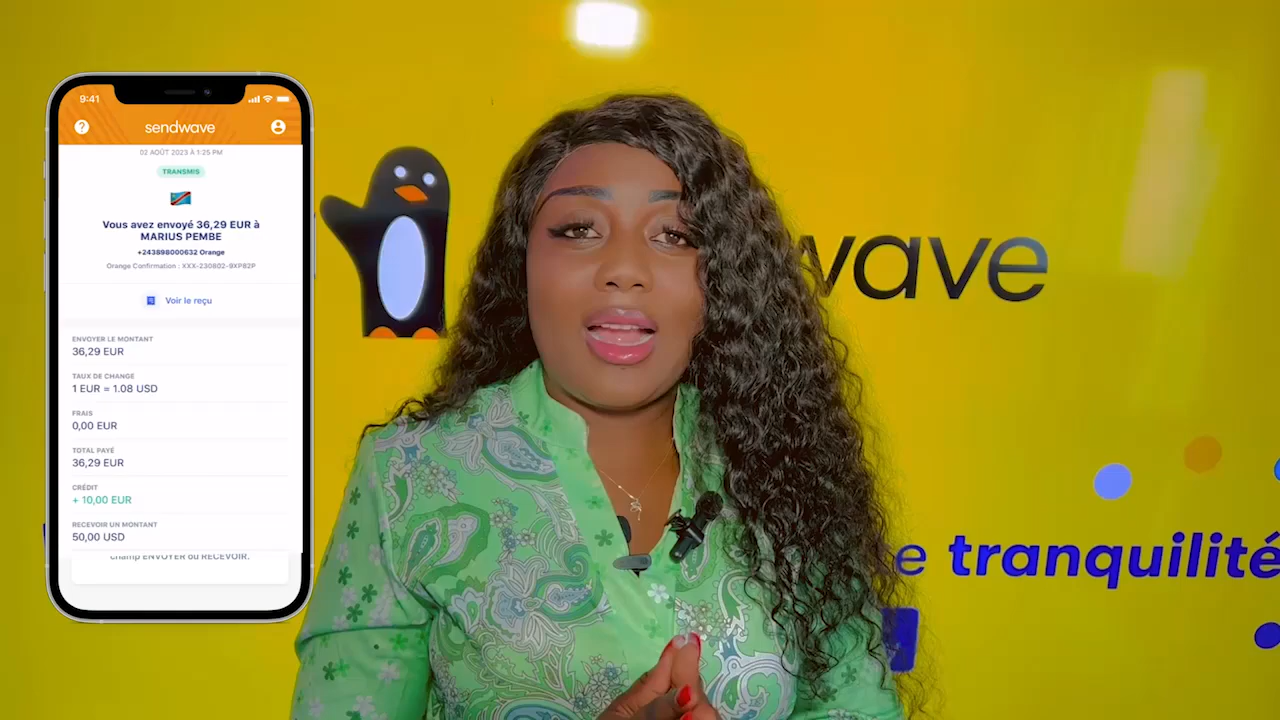 9:41
sendwave
02 AOÛT 2023 À 1:25 PM
TRANSMIS
Vous avez envoyé 36,29 EUR à
MARIUS PEMBE
+243898000632 Orange
Orange Confirmation : XXX-230802-9XPB2P
Voir le reçu
ENVOYER LE MONTANT
36,29 EUR
TAUX DE CHANGE
1 EUR = 1.08 USD
FRAIS
0,00 EUR
TOTAL PAYÉ
36,29 EUR
CRÉDIT
+ 10,00 EUR
RECEVOIR UN MONTANT
50,00 USD
champ ENVOYER ou RECEVOIR.
wave
e tranquilité